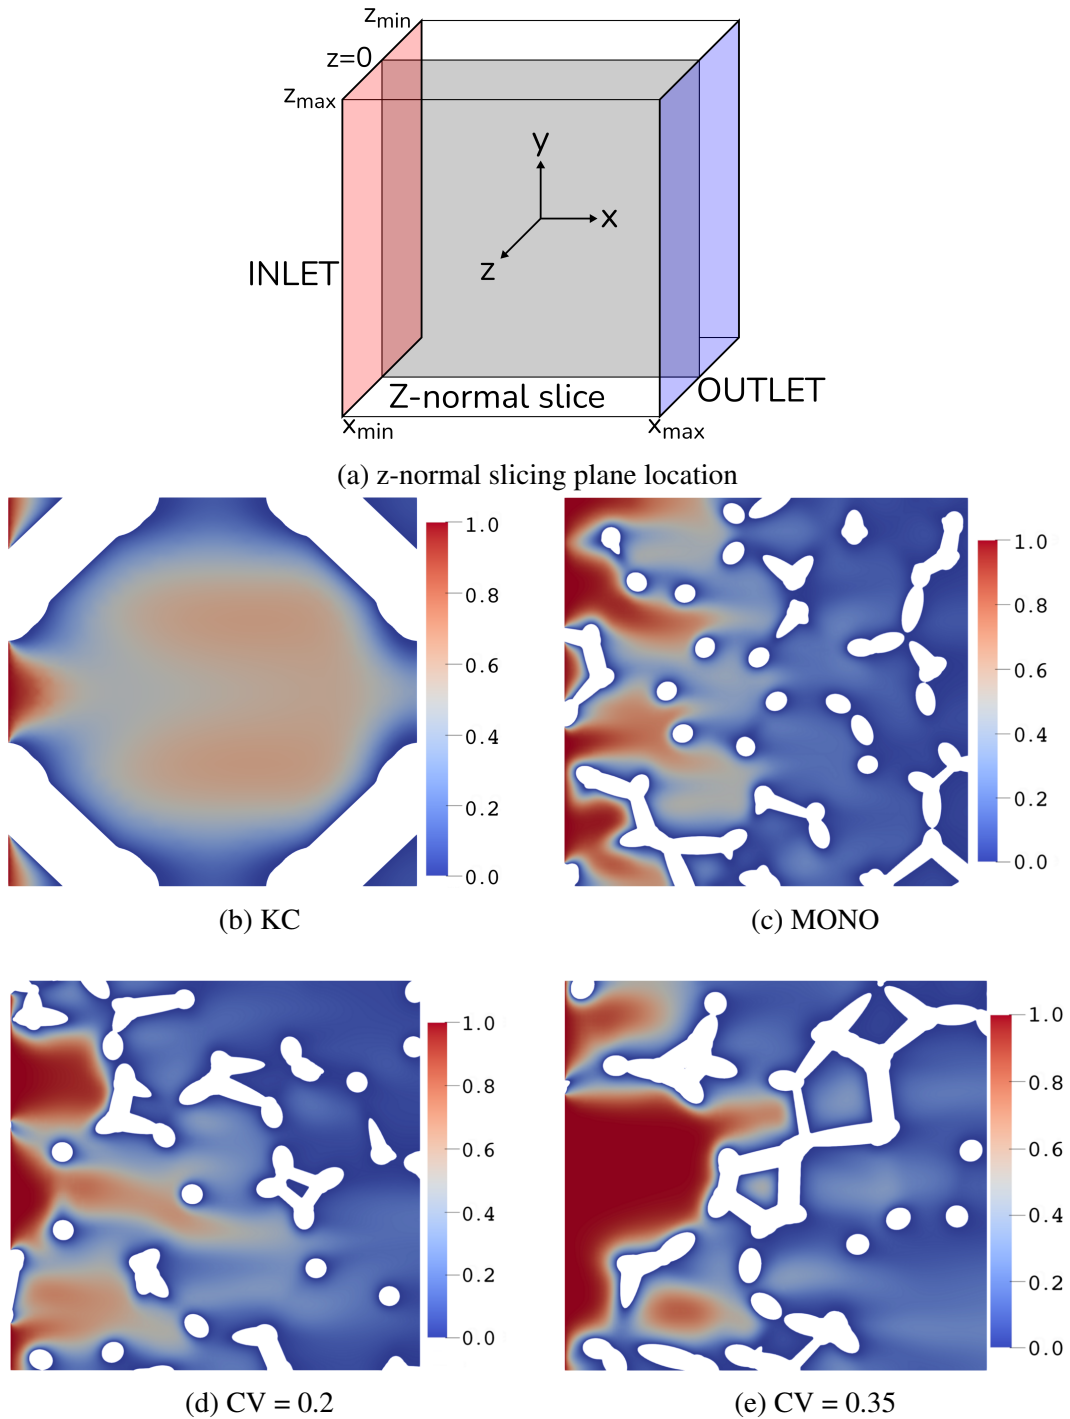 z_min
z=0
z_max
y
x
z
INLET
Z-normal slice
OUTLET
x_min
x_max
(a) z-normal slicing plane location
1.0
0.8
0.6
0.4
0.2
0.0
1.0
0.8
0.6
0.4
0.2
0.0
(b) KC
(c) MONO
1.0
0.8
0.6
0.4
0.2
0.0
1.0
0.8
0.6
0.4
0.2
0.0
(d) CV = 0.2
(e) CV = 0.35